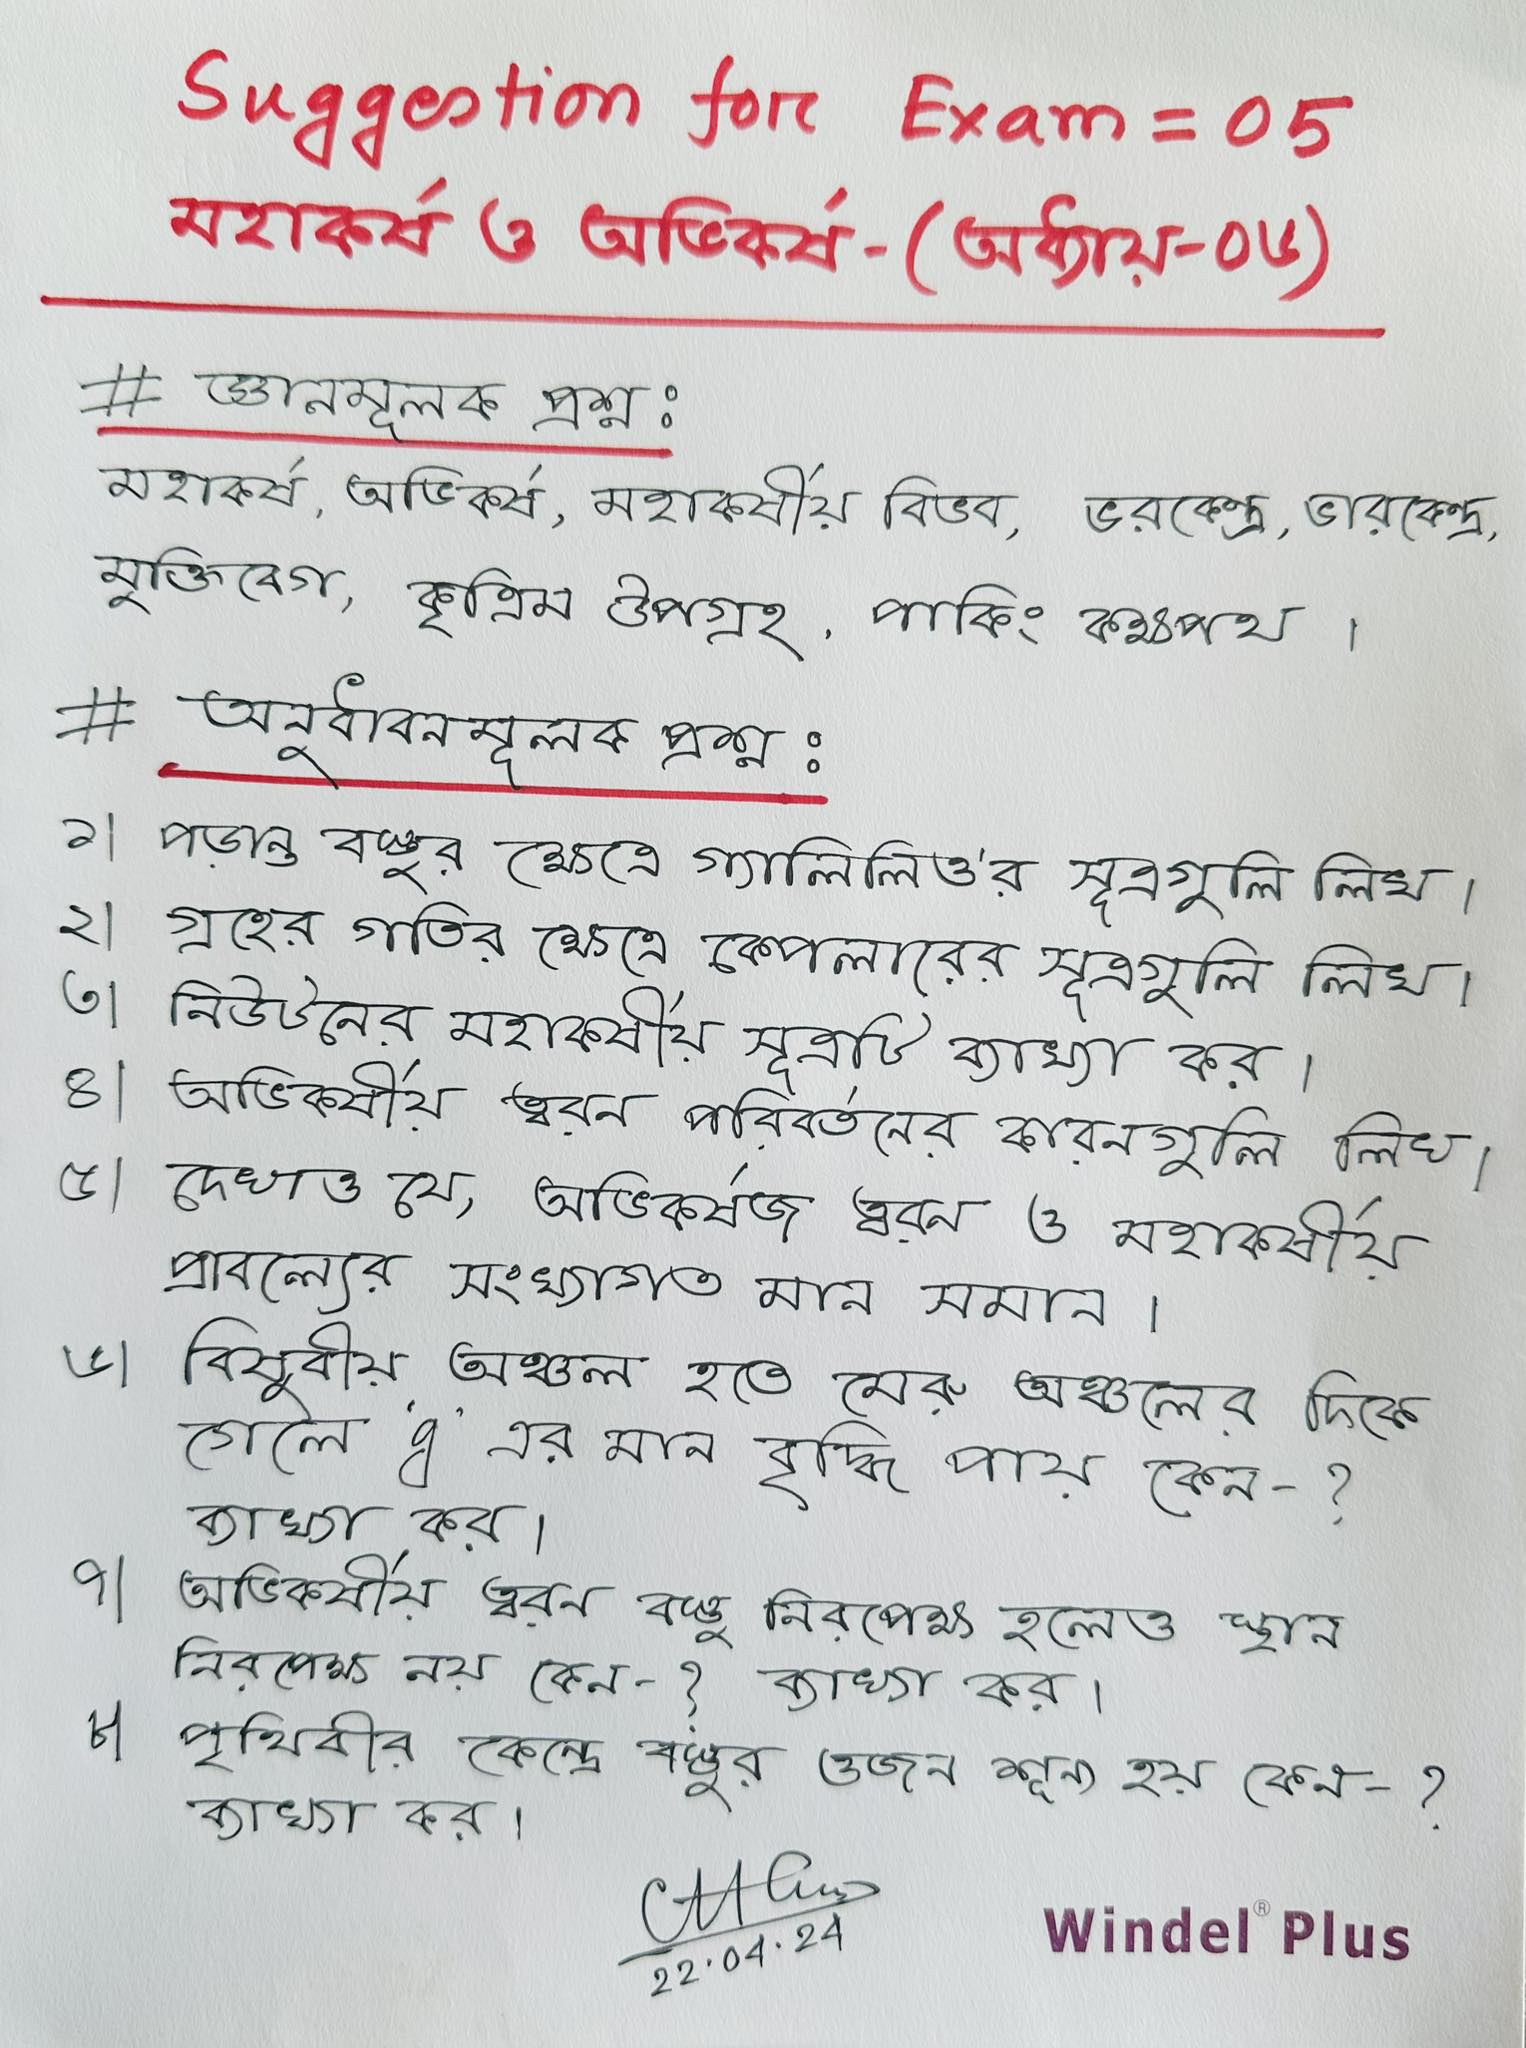 Suggestion for Exam = 05
মহাকর্ষ ও অভিকর্ষ - (অধ্যায়-০৬)
# জ্ঞানমূলক প্রশ্ন :
মহাকর্ষ, অভিকর্ষ, মহাকর্ষীয় বিভব, ভরকেন্দ্র, ভারকেন্দ্র,
মুক্তিবেগ, কৃত্রিম উপগ্রহ, পার্কিং কক্ষপথ ।
# অনুধাবনমূলক প্রশ্ন :
১। পড়ন্ত বস্তুর ক্ষেত্রে গ্যালিলিও'র সূত্রগুলি লিখ ।
২। গ্রহের গতির ক্ষেত্রে কেপলারের সূত্রগুলি লিখ ।
৩। নিউটনের মহাকর্ষীয় সূত্রটি ব্যাখ্যা কর ।
৪। অভিকর্ষীয় ত্বরন পরিবর্তনের কারনগুলি লিখ ।
৫। দেখাও যে, অভিকর্ষজ ত্বরন ও মহাকর্ষীয়
প্রাবল্যের সংখ্যাগত মান সমান ।
৬। বিষুবীয় অঞ্চল হতে মেরু অঞ্চলের দিকে
গেলে 'g' এর মান বৃদ্ধি পায় কেন-?
ব্যাখ্যা কর ।
৭। অভিকর্ষীয় ত্বরন বস্তু নিরপেক্ষ হলেও স্থান
নিরপেক্ষ নয় কেন-? ব্যাখ্যা কর ।
৮। পৃথিবীর কেন্দ্রে বস্তুর ওজন শূন্য হয় কেন-?
ব্যাখ্যা কর ।
22.04.24
Windel® Plus